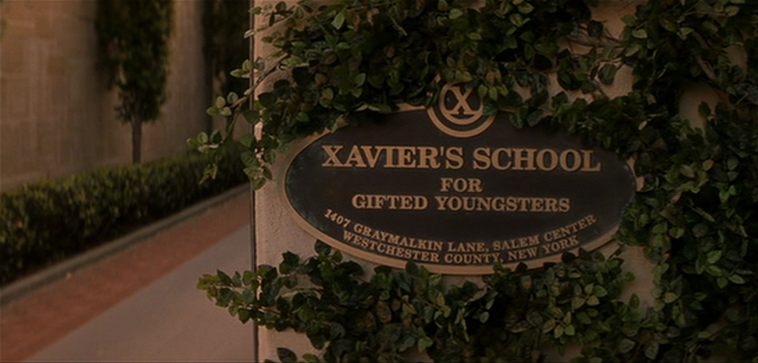 X
XAVIER'S SCHOOL
FOR
GIFTED YOUNGSTERS
1407 GRAYMALKIN LANE, SALEM CENTER
WESTCHESTER COUNTY, NEW YORK